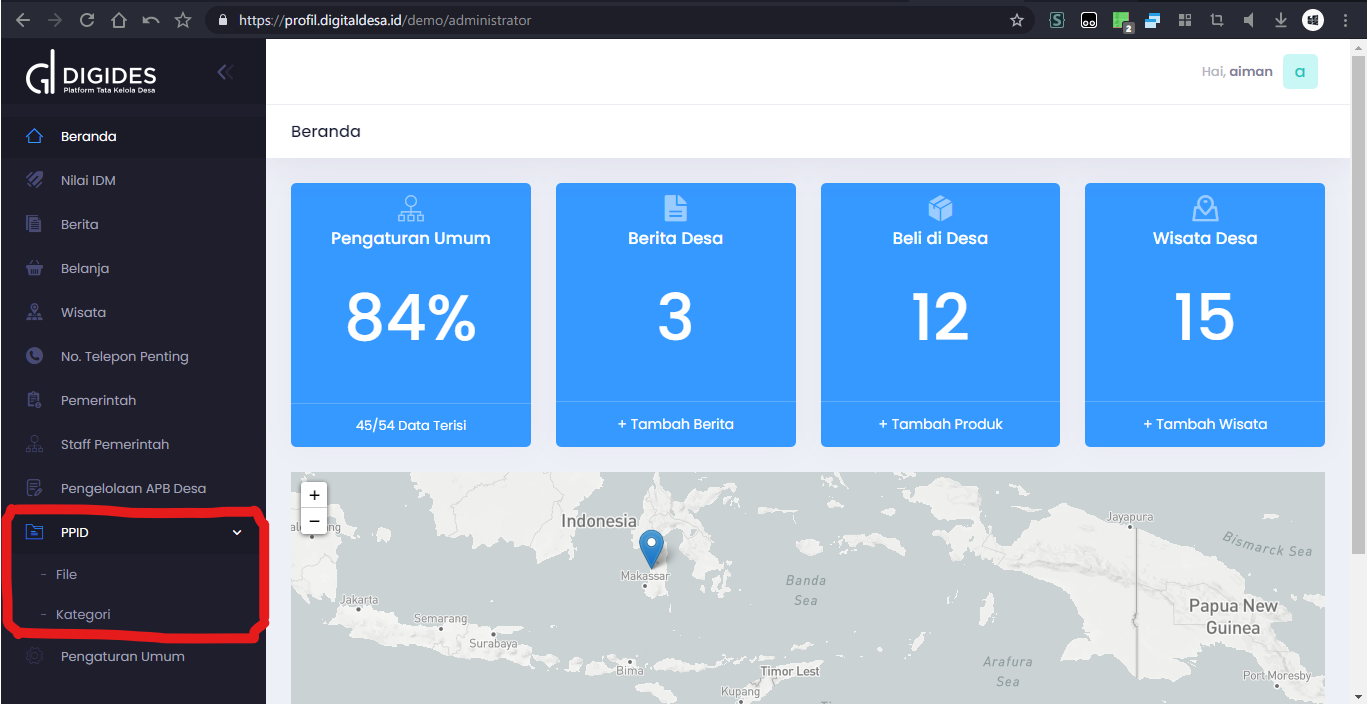 https://profil.digitaldesa.id/demo/administrator
2
DIGIDES
Platform Tata Kelola Desa
Hai, aiman
a
Beranda
Nilai IDM
Berita
Belanja
Wisata
No. Telepon Penting
Pemerintah
Staff Pemerintah
Pengelolaan APB Desa
PPID
- File
- Kategori
Pengaturan Umum
Beranda
Pengaturan Umum
84%
45/54 Data Terisi
Berita Desa
3
+ Tambah Berita
Beli di Desa
12
+ Tambah Produk
Wisata Desa
15
+ Tambah Wisata
+
−
Indonesia
Makassar
Jakarta
Semarang
Surabaya
Bima
Kupang
Timor Lest
Banda
Sea
Arafura
Sea
Jayapura
Bismarck Sea
Papua New
Guinea
Port Moresby